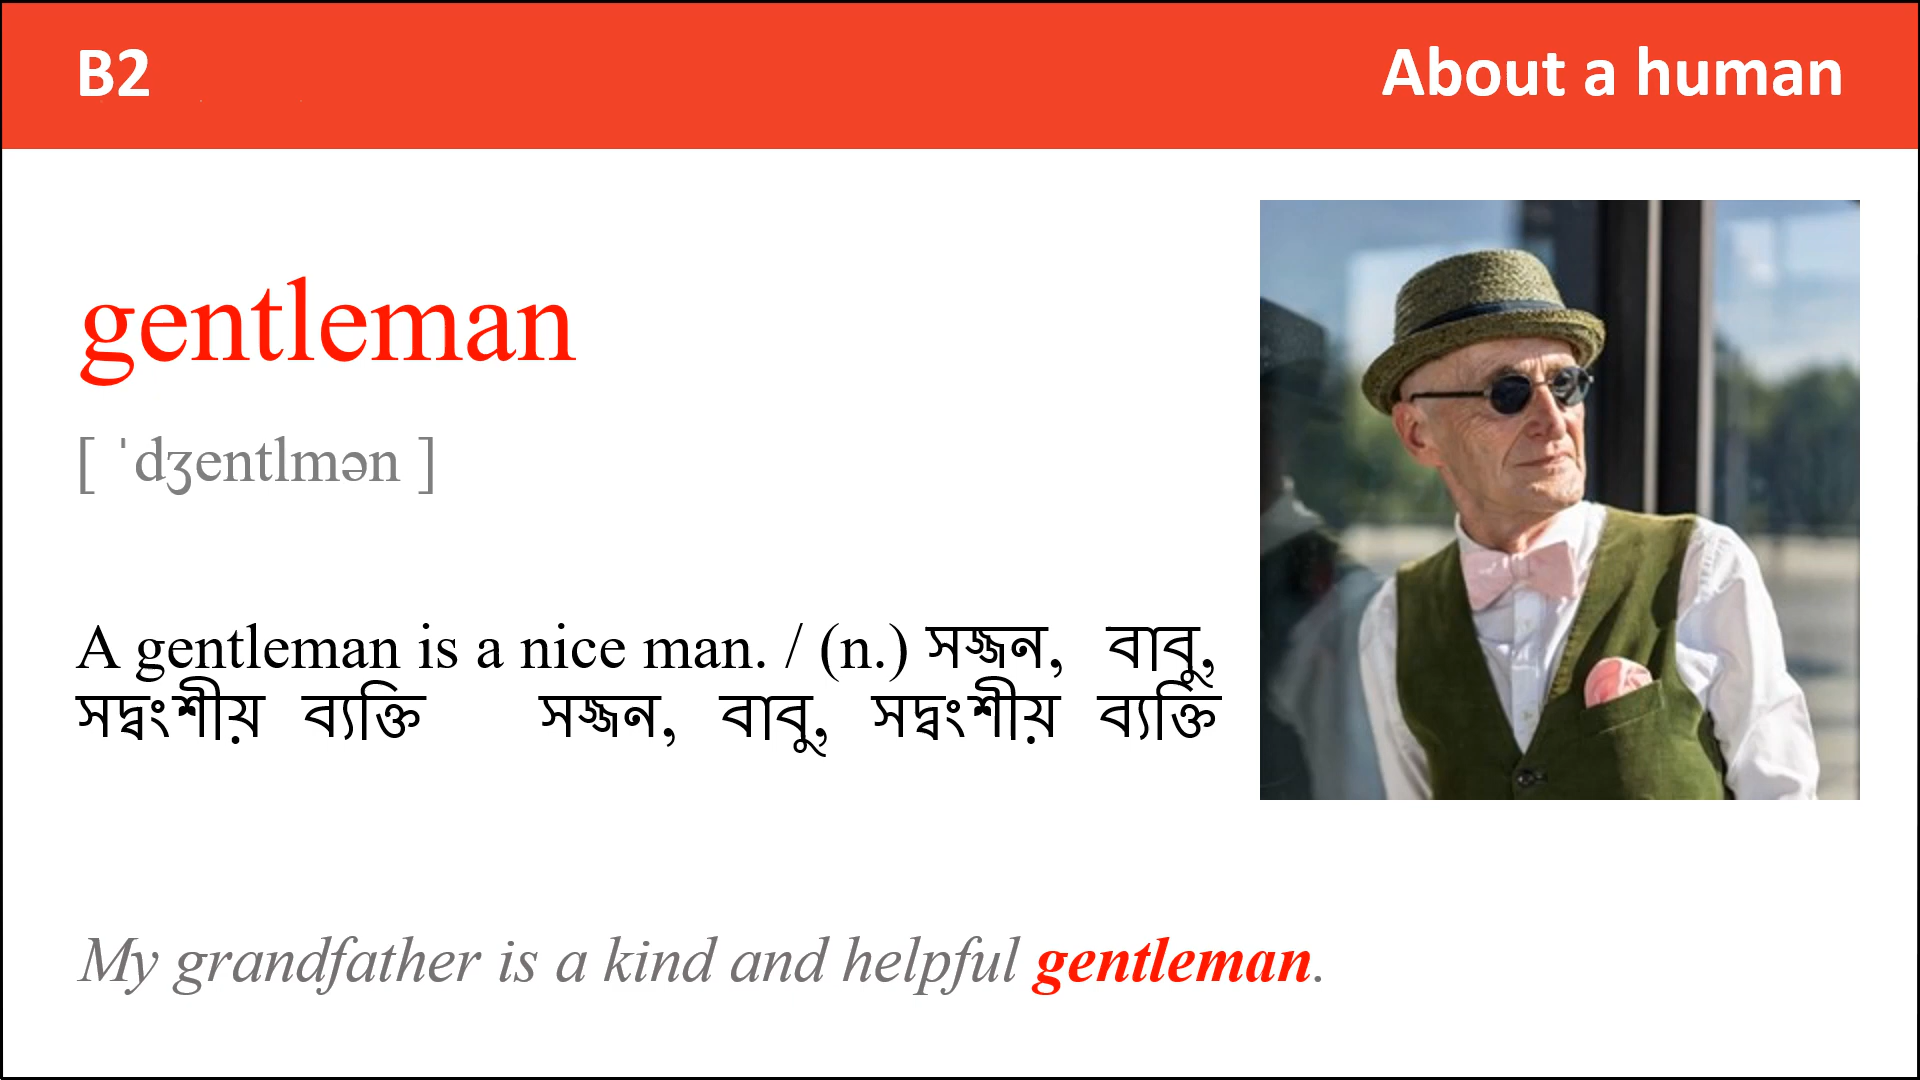 B2
About a human
gentleman
[ ˈdʒentlmən ]
A gentleman is a nice man. / (n.) সজ্জন, বাবু,
সদ্বংশীয় ব্যক্তি সজ্জন, বাবু, সদ্বংশীয় ব্যক্তি
My grandfather is a kind and helpful gentleman.